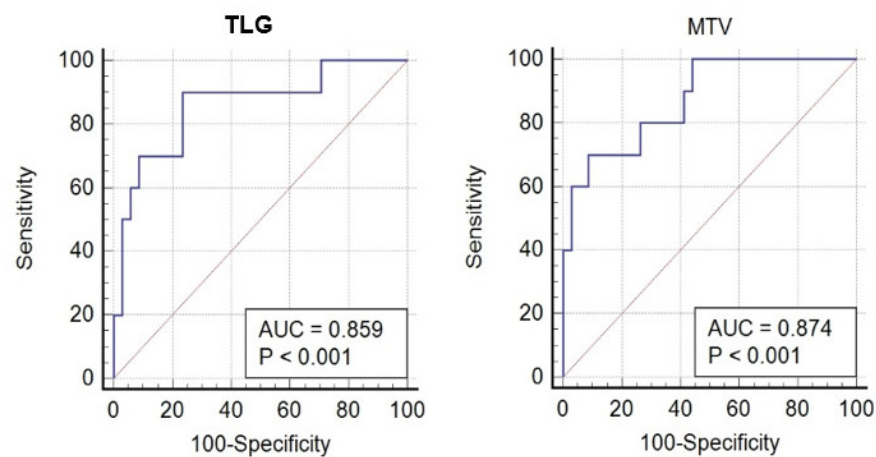 TLG
100
80
60
40
20
0
Sensitivity
AUC = 0.859
P < 0.001
0 20 40 60 80 100
100-Specificity
MTV
100
80
60
40
20
0
Sensitivity
AUC = 0.874
P < 0.001
0 20 40 60 80 100
100-Specificity